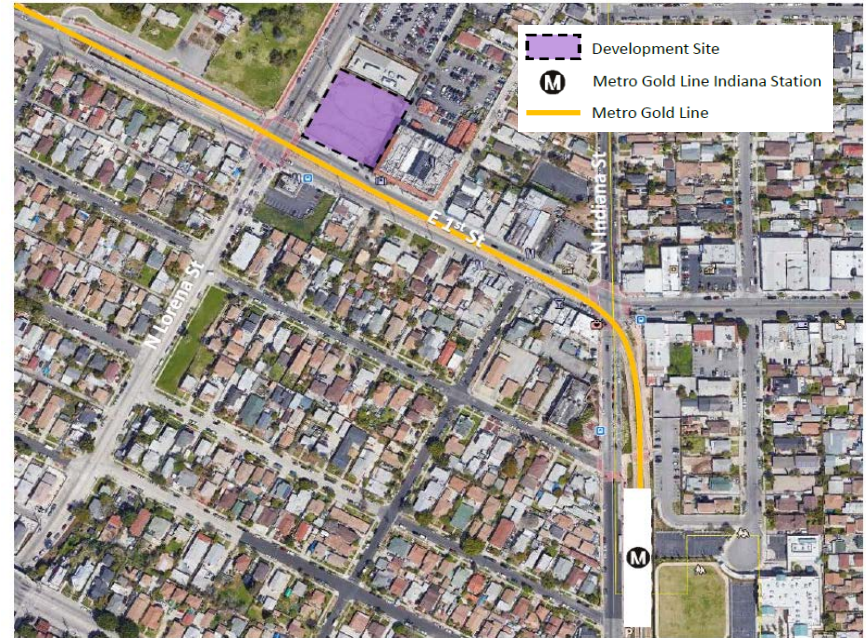 Development Site
M Metro Gold Line Indiana Station
Metro Gold Line
N Indiana St
E 1st St
N Lorena St
M
P